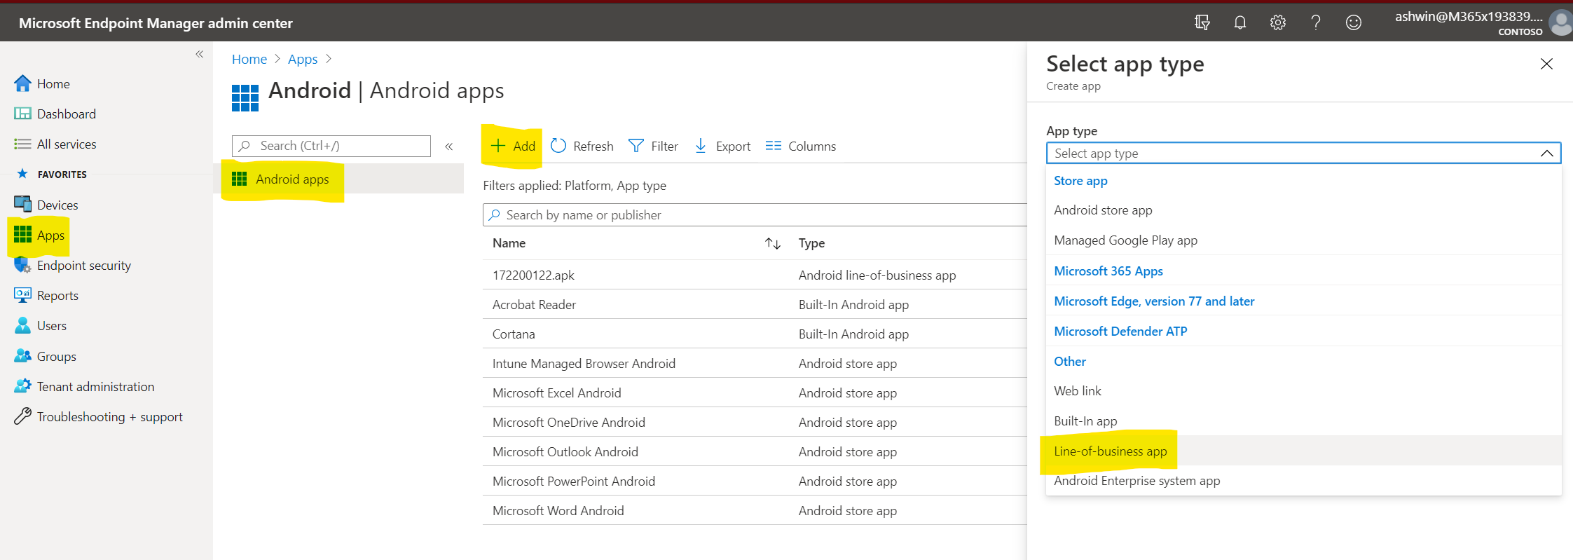 Microsoft Endpoint Manager admin center
ashwin@M365x193839....
CONTOSO
«
Home
Dashboard
All services
FAVORITES
Devices
Apps
Endpoint security
Reports
Users
Groups
Tenant administration
Troubleshooting + support
Home > Apps >
Android | Android apps
Search (Ctrl+/)
«
Android apps
Add Refresh Filter Export Columns
Filters applied: Platform, App type
Search by name or publisher
Name ↑↓ Type
172200122.apk Android line-of-business app
Acrobat Reader Built-In Android app
Cortana Built-In Android app
Intune Managed Browser Android Android store app
Microsoft Excel Android Android store app
Microsoft OneDrive Android Android store app
Microsoft Outlook Android Android store app
Microsoft PowerPoint Android Android store app
Microsoft Word Android Android store app
Select app type
Create app
App type
Select app type
Store app
Android store app
Managed Google Play app
Microsoft 365 Apps
Microsoft Edge, version 77 and later
Microsoft Defender ATP
Other
Web link
Built-In app
Line-of-business app
Android Enterprise system app